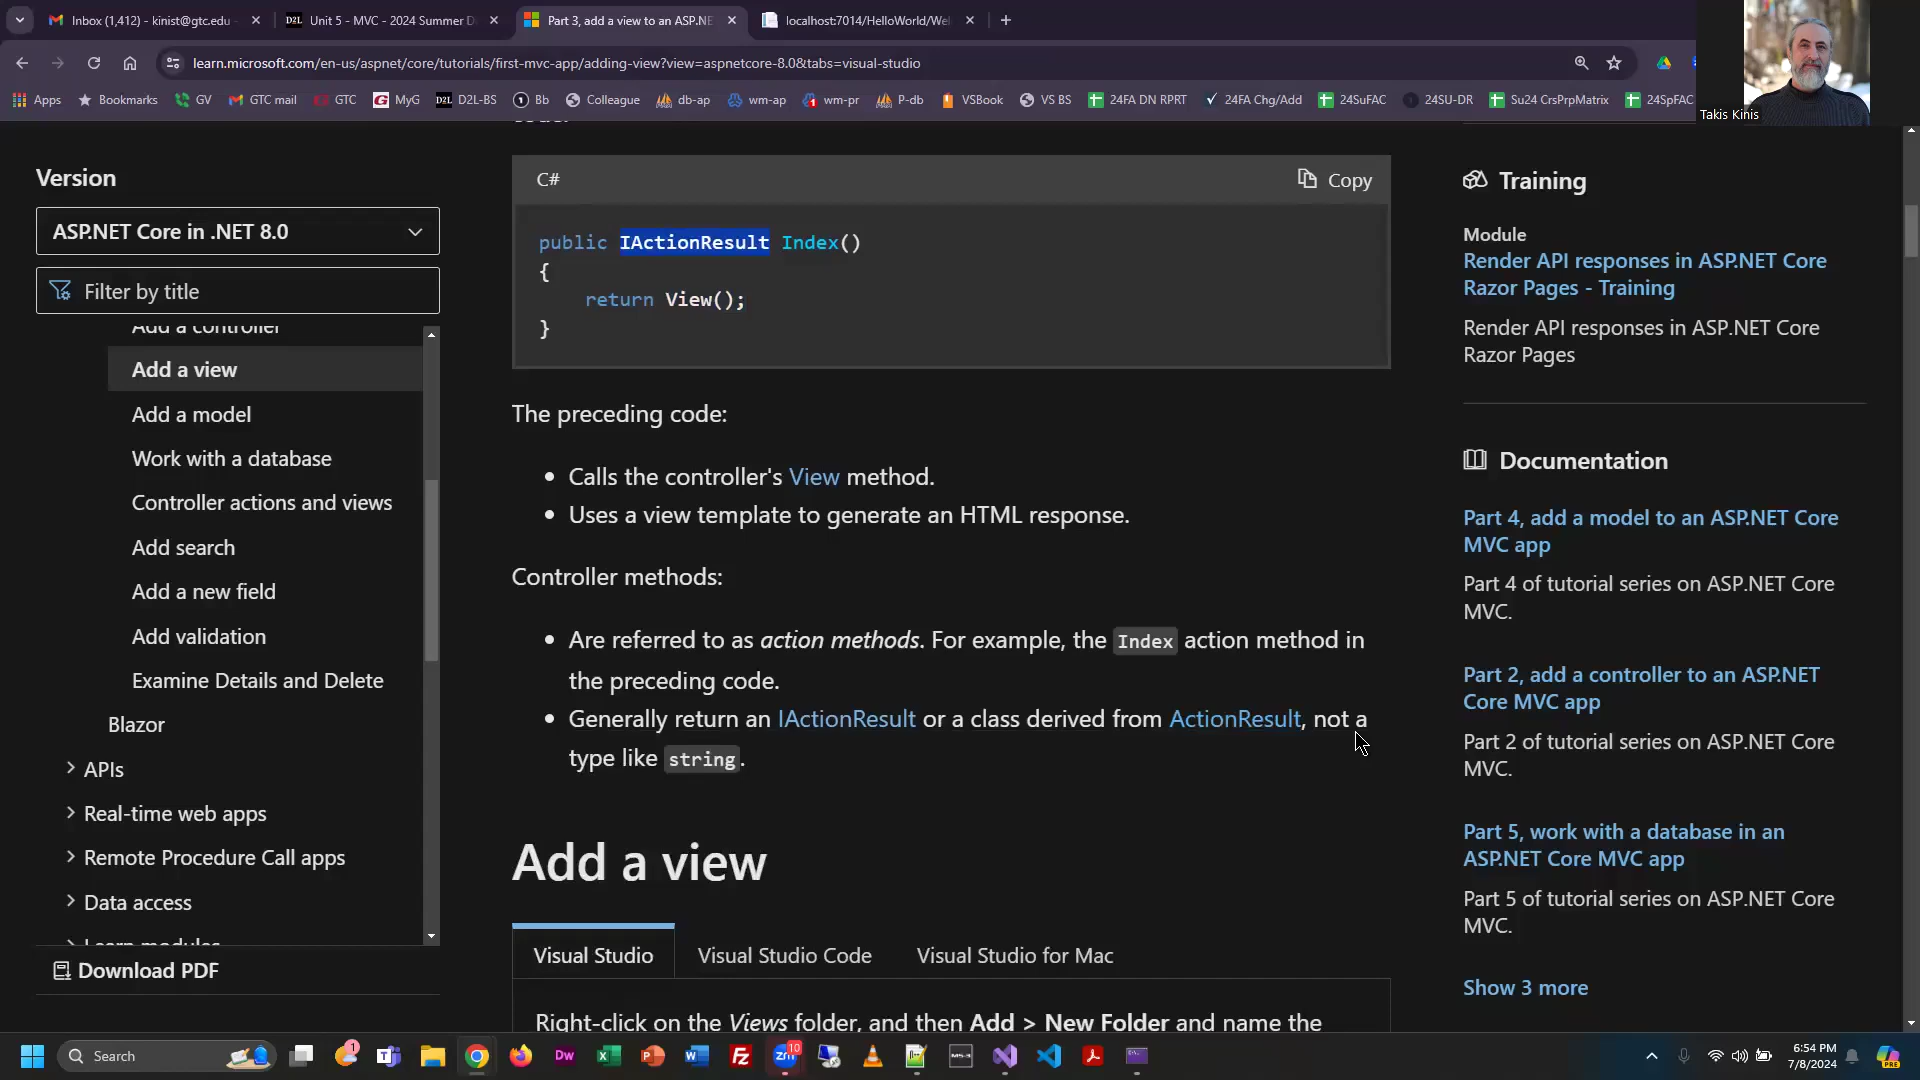 Inbox (1,412) - kinist@gtc.edu
D2L Unit 5 - MVC - 2024 Summer D
Part 3, add a view to an ASP.NE
localhost:7014/HelloWorld/Wel
learn.microsoft.com/en-us/aspnet/core/tutorials/first-mvc-app/adding-view?view=aspnetcore-8.0&tabs=visual-studio
Apps Bookmarks GV GTC mail GTC MyG D2L-BS Bb Colleague db-ap wm-ap wm-pr P-db VSBook VS BS 24FA DN RPRT 24FA Chg/Add 24SuFAC 24SU-DR Su24 CrsPrpMatrix 24SpFAC
Takis Kinis
Version
ASP.NET Core in .NET 8.0
Filter by title
Add a controller
Add a view
Add a model
Work with a database
Controller actions and views
Add search
Add a new field
Add validation
Examine Details and Delete
Blazor
APIs
Real-time web apps
Remote Procedure Call apps
Data access
Learn modules
Download PDF
code:
C# Copy
public IActionResult Index()
{
return View();
}
The preceding code:
• Calls the controller's View method.
• Uses a view template to generate an HTML response.
Controller methods:
• Are referred to as action methods. For example, the Index action method in
the preceding code.
• Generally return an IActionResult or a class derived from ActionResult, not a
type like string.
Add a view
Visual Studio Visual Studio Code Visual Studio for Mac
Right-click on the Views folder, and then Add > New Folder and name the
Training
Module
Render API responses in ASP.NET Core
Razor Pages - Training
Render API responses in ASP.NET Core
Razor Pages
Documentation
Part 4, add a model to an ASP.NET Core
MVC app
Part 4 of tutorial series on ASP.NET Core
MVC.
Part 2, add a controller to an ASP.NET
Core MVC app
Part 2 of tutorial series on ASP.NET Core
MVC.
Part 5, work with a database in an
ASP.NET Core MVC app
Part 5 of tutorial series on ASP.NET Core
MVC.
Show 3 more
Search
1
Dw
10
zm
6:54 PM
7/8/2024
PRE